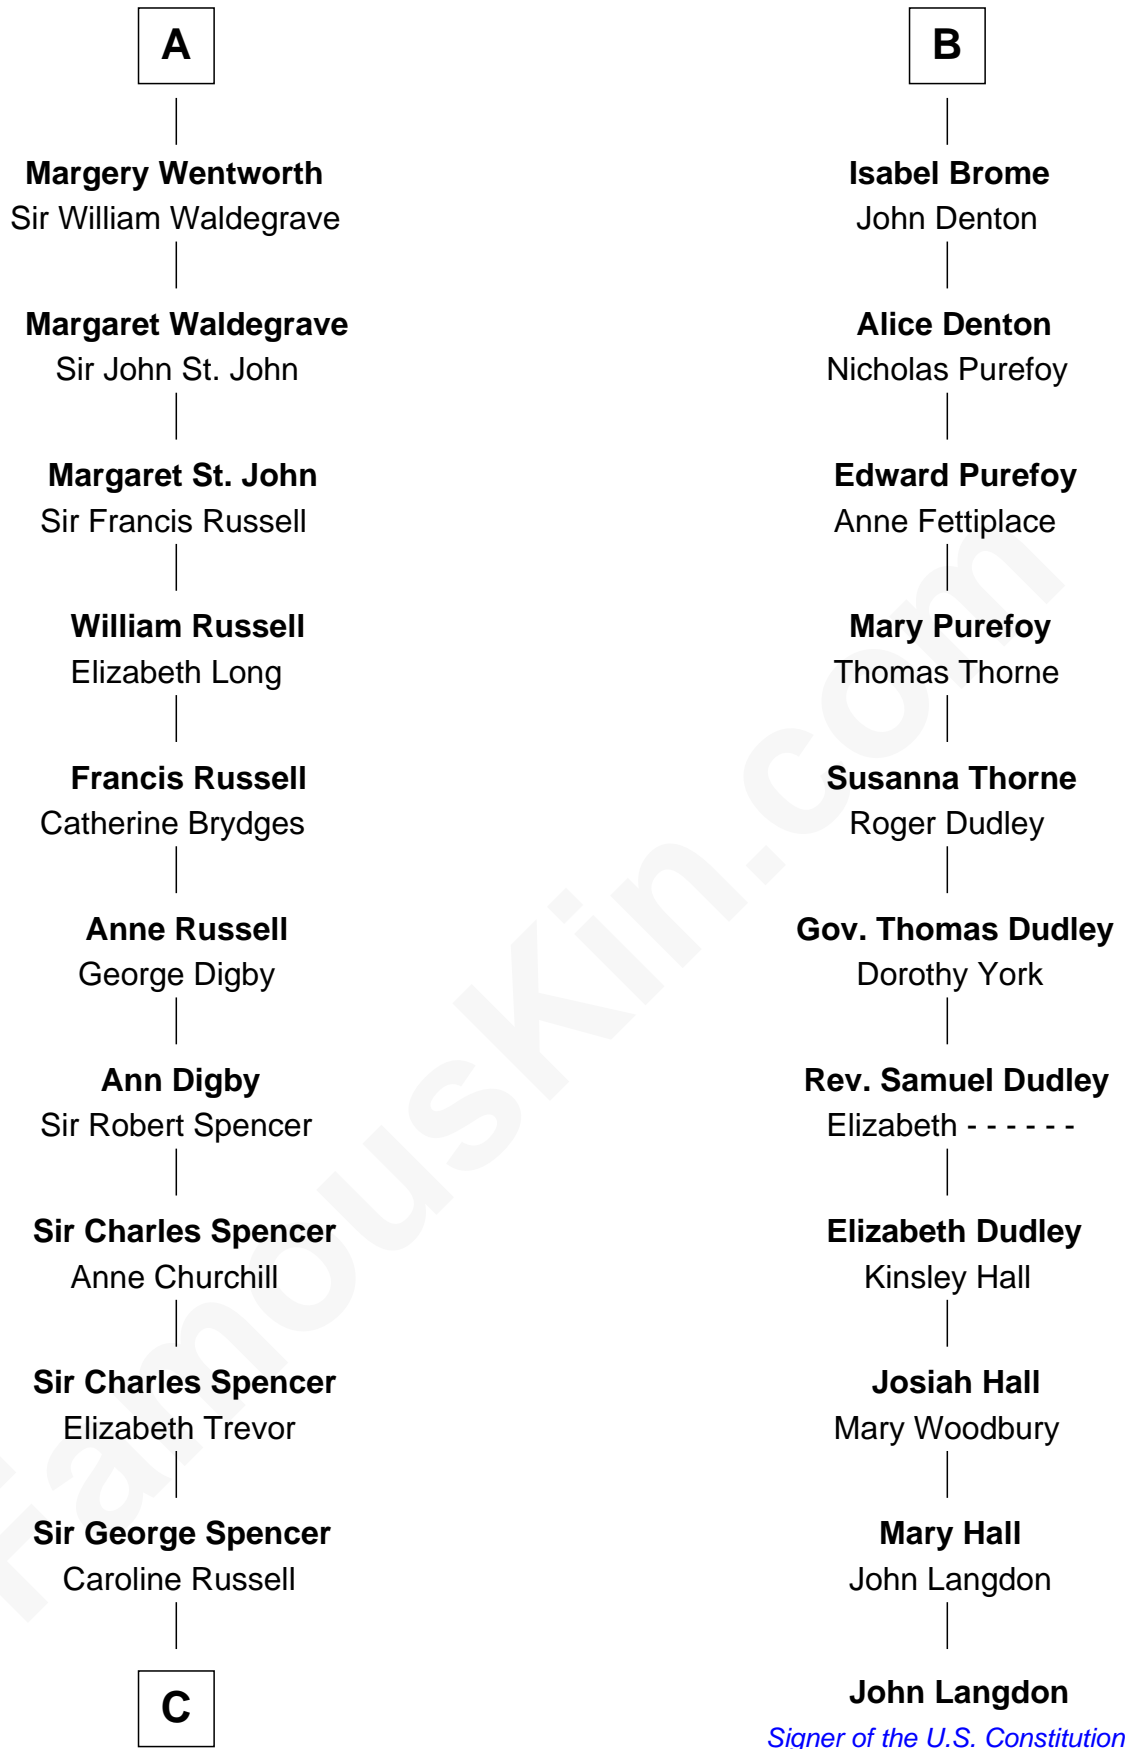 A
Margery Wentworth
Sir William Waldegrave
Margaret Waldegrave
Sir John St. John
Margaret St. John
Sir Francis Russell
William Russell
Elizabeth Long
Francis Russell
Catherine Brydges
Anne Russell
George Digby
Ann Digby
Sir Robert Spencer
Sir Charles Spencer
Anne Churchill
Sir Charles Spencer
Elizabeth Trevor
Sir George Spencer
Caroline Russell
C
B
Isabel Brome
John Denton
Alice Denton
Nicholas Purefoy
Edward Purefoy
Anne Fettiplace
Mary Purefoy
Thomas Thorne
Susanna Thorne
Roger Dudley
Gov. Thomas Dudley
Dorothy York
Rev. Samuel Dudley
Elizabeth - - - - - -
Elizabeth Dudley
Kinsley Hall
Josiah Hall
Mary Woodbury
Mary Hall
John Langdon
John Langdon
Signer of the U.S. Constitution
FamousKin.com